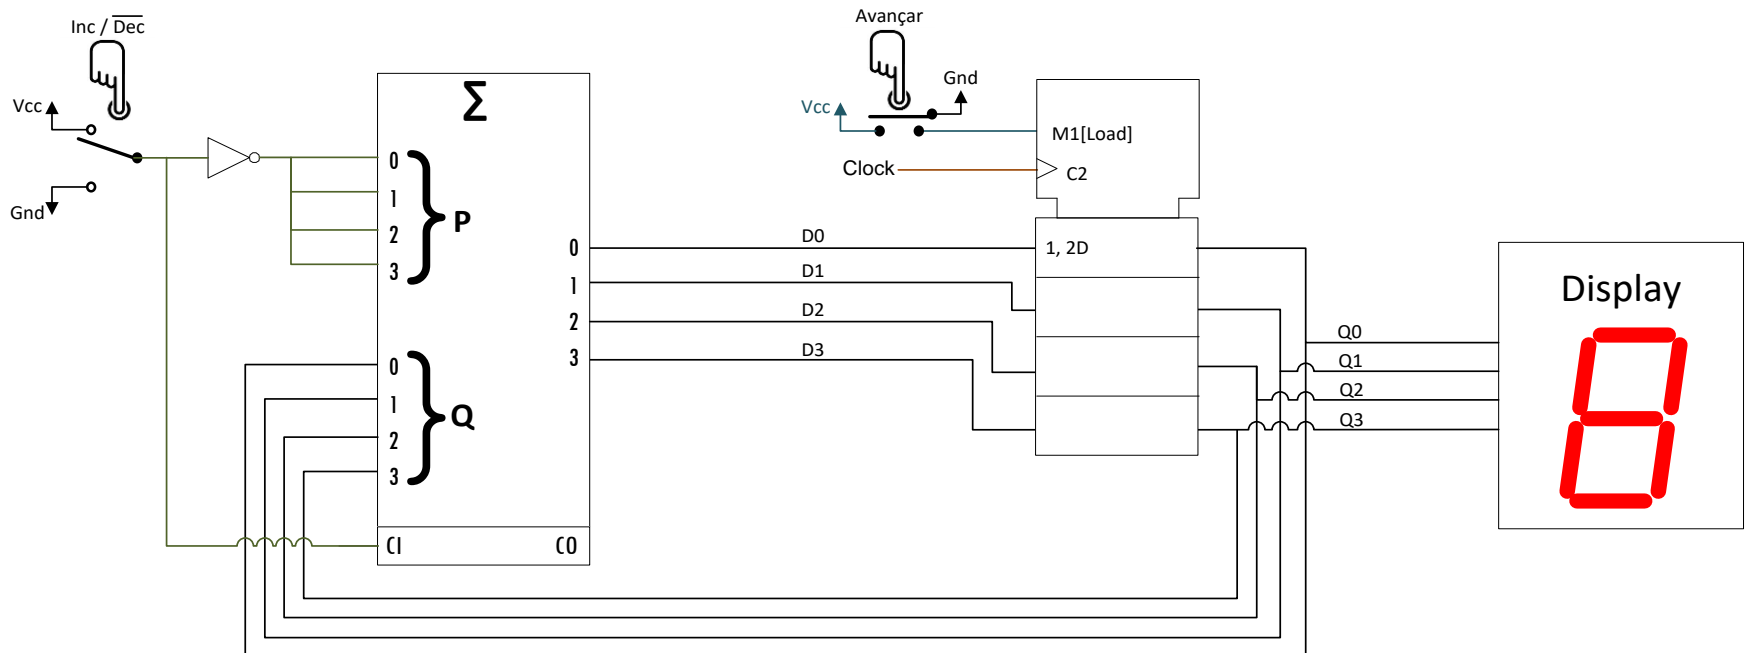 Inc / Dec
Vcc
Gnd
Σ
0
1
2
3
P
0
1
2
3
Q
0
1
2
3
CI
CO
D0
D1
D2
D3
Avançar
Gnd
Vcc
Clock
M1[Load]
C2
1, 2D
Q0
Q1
Q2
Q3
Display
8